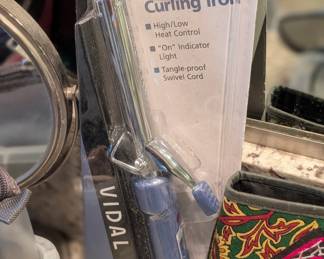 Curling Iron
High/Low
Heat Control
"On" Indicator
Light
Tangle-proof
Swivel Cord
VIDAL